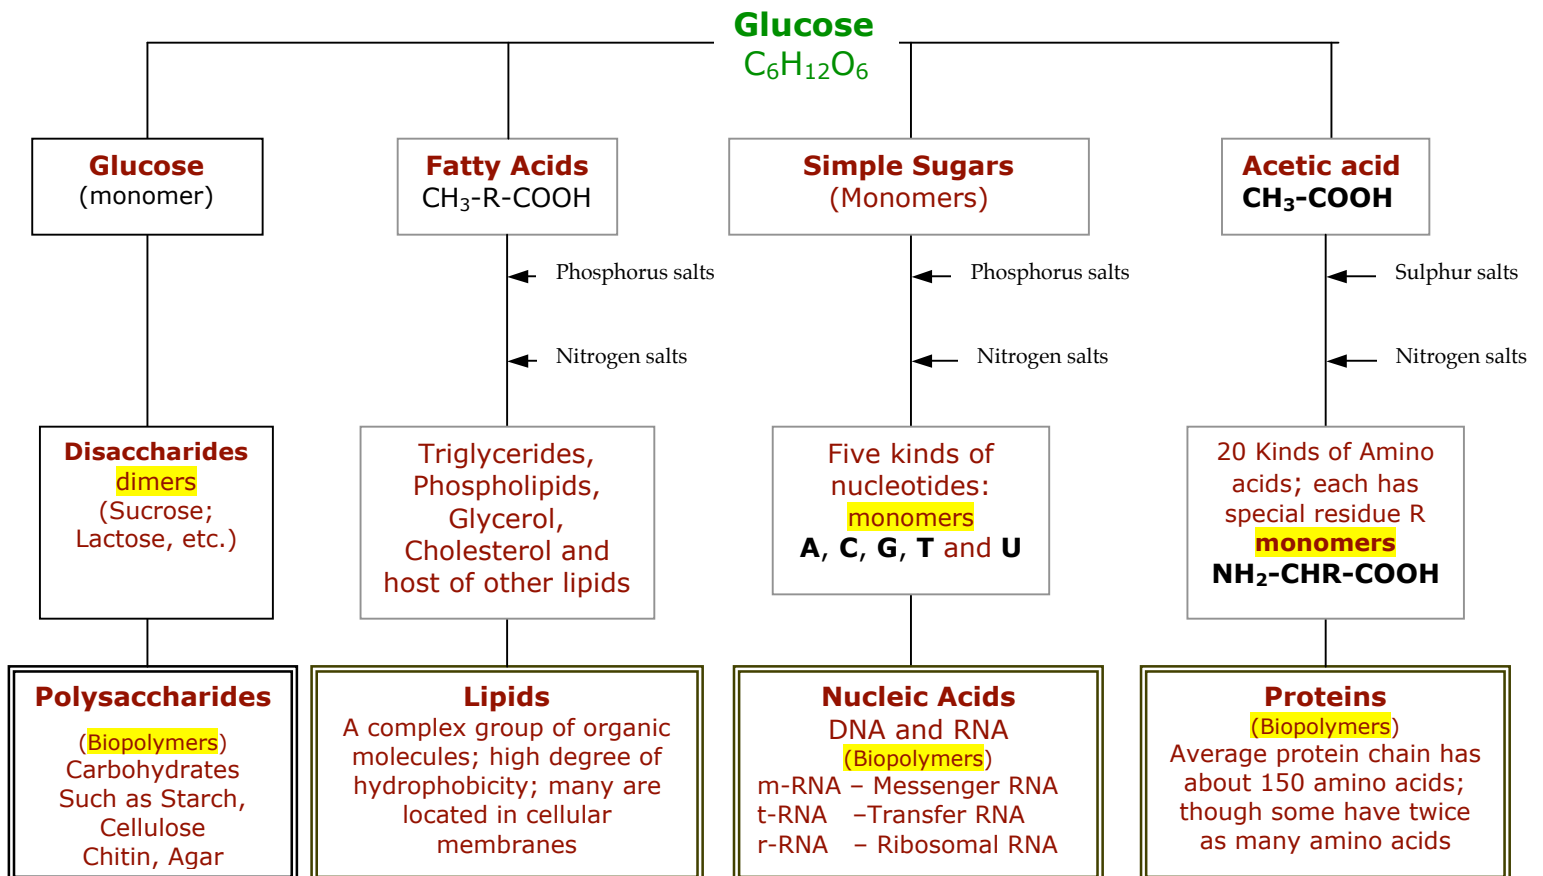 Glucose
C₆H₁₂O₆
Glucose
(monomer)
Fatty Acids
CH₃-R-COOH
Simple Sugars
(Monomers)
Acetic acid
CH₃-COOH
Phosphorus salts
Nitrogen salts
Phosphorus salts
Nitrogen salts
Sulphur salts
Nitrogen salts
Disaccharides
dimers
(Sucrose;
Lactose, etc.)
Triglycerides,
Phospholipids,
Glycerol,
Cholesterol and
host of other lipids
Five kinds of
nucleotides:
monomers
A, C, G, T and U
20 Kinds of Amino
acids; each has
special residue R
monomers
NH₂-CHR-COOH
Polysaccharides
(Biopolymers)
Carbohydrates
Such as Starch,
Cellulose
Chitin, Agar
Lipids
A complex group of organic
molecules; high degree of
hydrophobicity; many are
located in cellular
membranes
Nucleic Acids
DNA and RNA
(Biopolymers)
m-RNA – Messenger RNA
t-RNA –Transfer RNA
r-RNA – Ribosomal RNA
Proteins
(Biopolymers)
Average protein chain has
about 150 amino acids;
though some have twice
as many amino acids